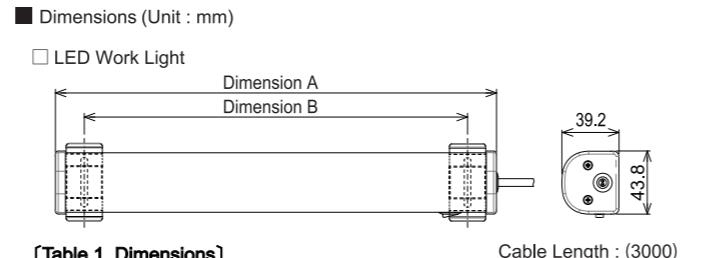 ■ Dimensions (Unit : mm)
□ LED Work Light
Dimension A
Dimension B
39.2
43.8
〔Table 1. Dimensions〕
Cable Length : (3000)